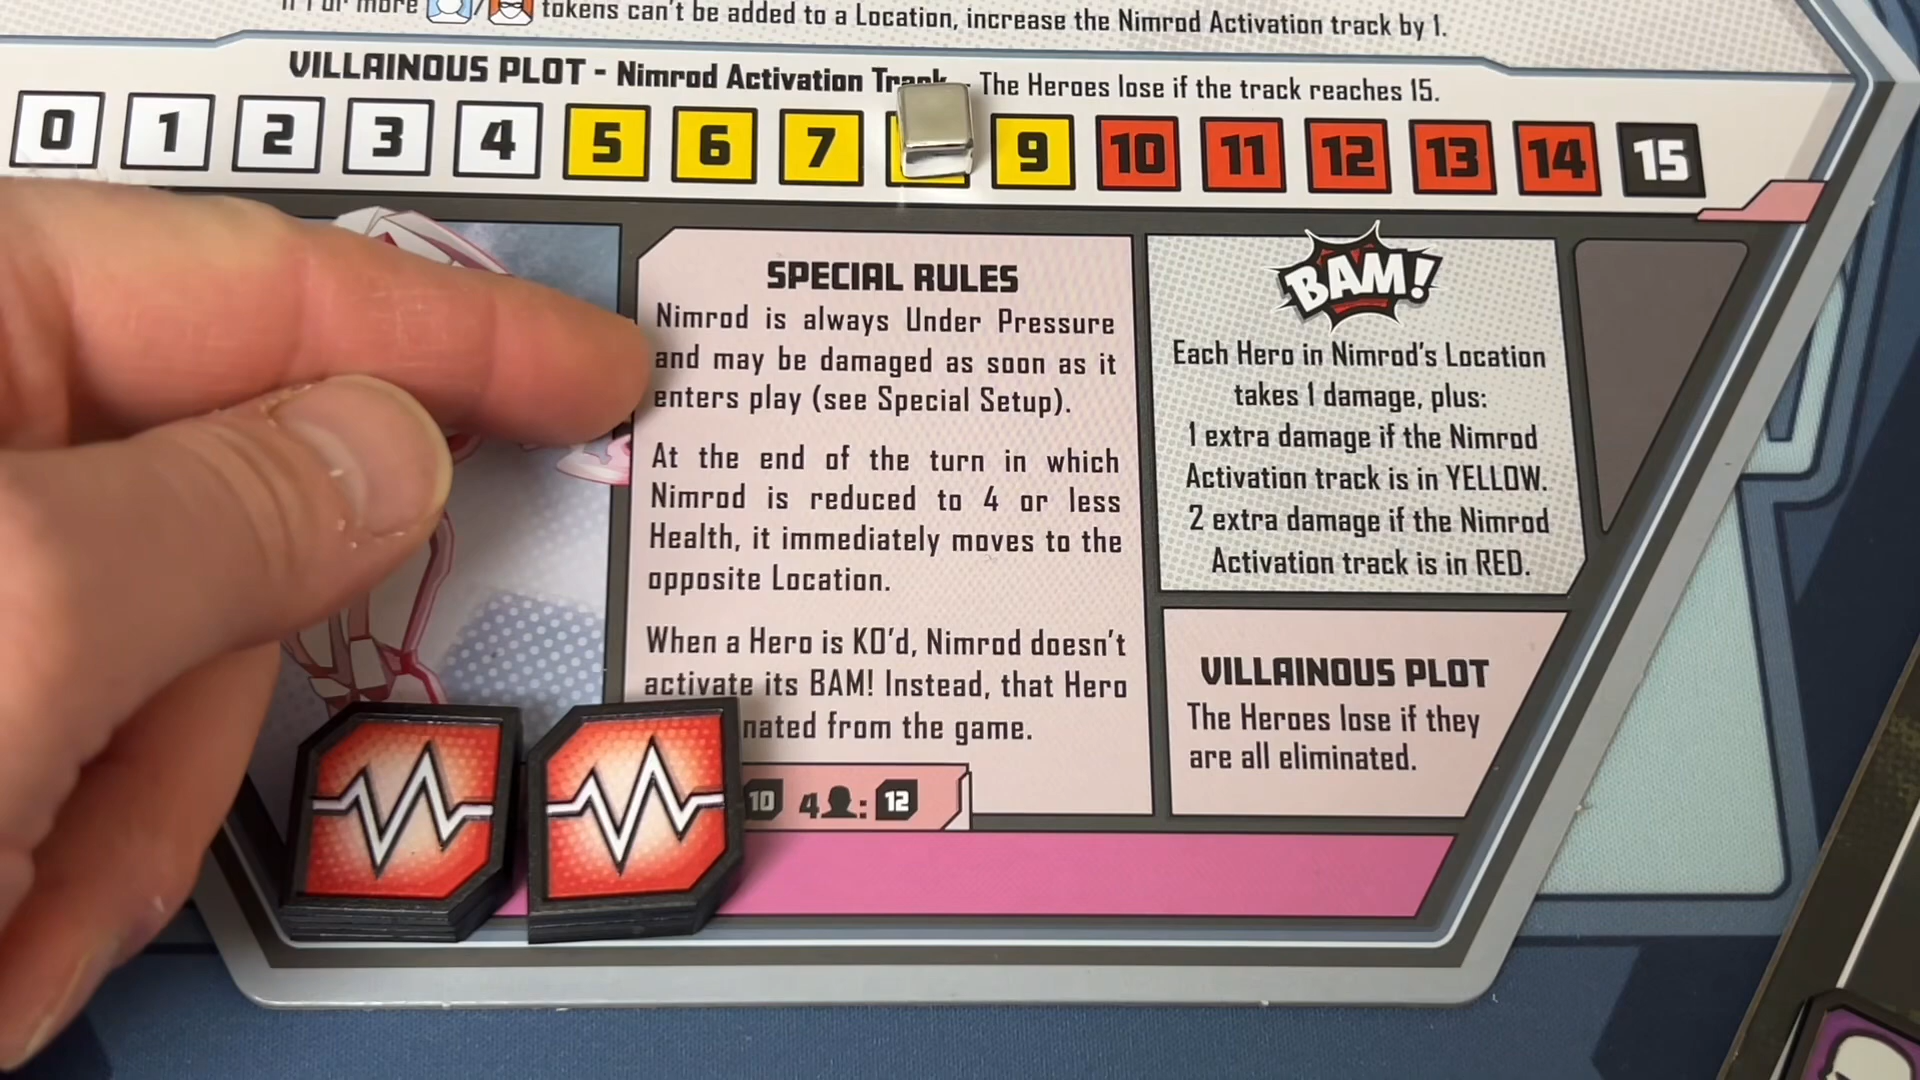 more / tokens can't be added to a Location, increase the Nimrod Activation track by 1.
VILLAINOUS PLOT - Nimrod Activation Track - The Heroes lose if the track reaches 15.
0 1 2 3 4 5 6 7 9 10 11 12 13 14 15
SPECIAL RULES
Nimrod is always Under Pressure
and may be damaged as soon as it
enters play (see Special Setup).
At the end of the turn in which
Nimrod is reduced to 4 or less
Health, it immediately moves to the
opposite Location.
When a Hero is KO'd, Nimrod doesn't
activate its BAM! Instead, that Hero
nated from the game.
10 4 : 12
BAM!
Each Hero in Nimrod's Location
takes 1 damage, plus:
1 extra damage if the Nimrod
Activation track is in YELLOW.
2 extra damage if the Nimrod
Activation track is in RED.
VILLAINOUS PLOT
The Heroes lose if they
are all eliminated.